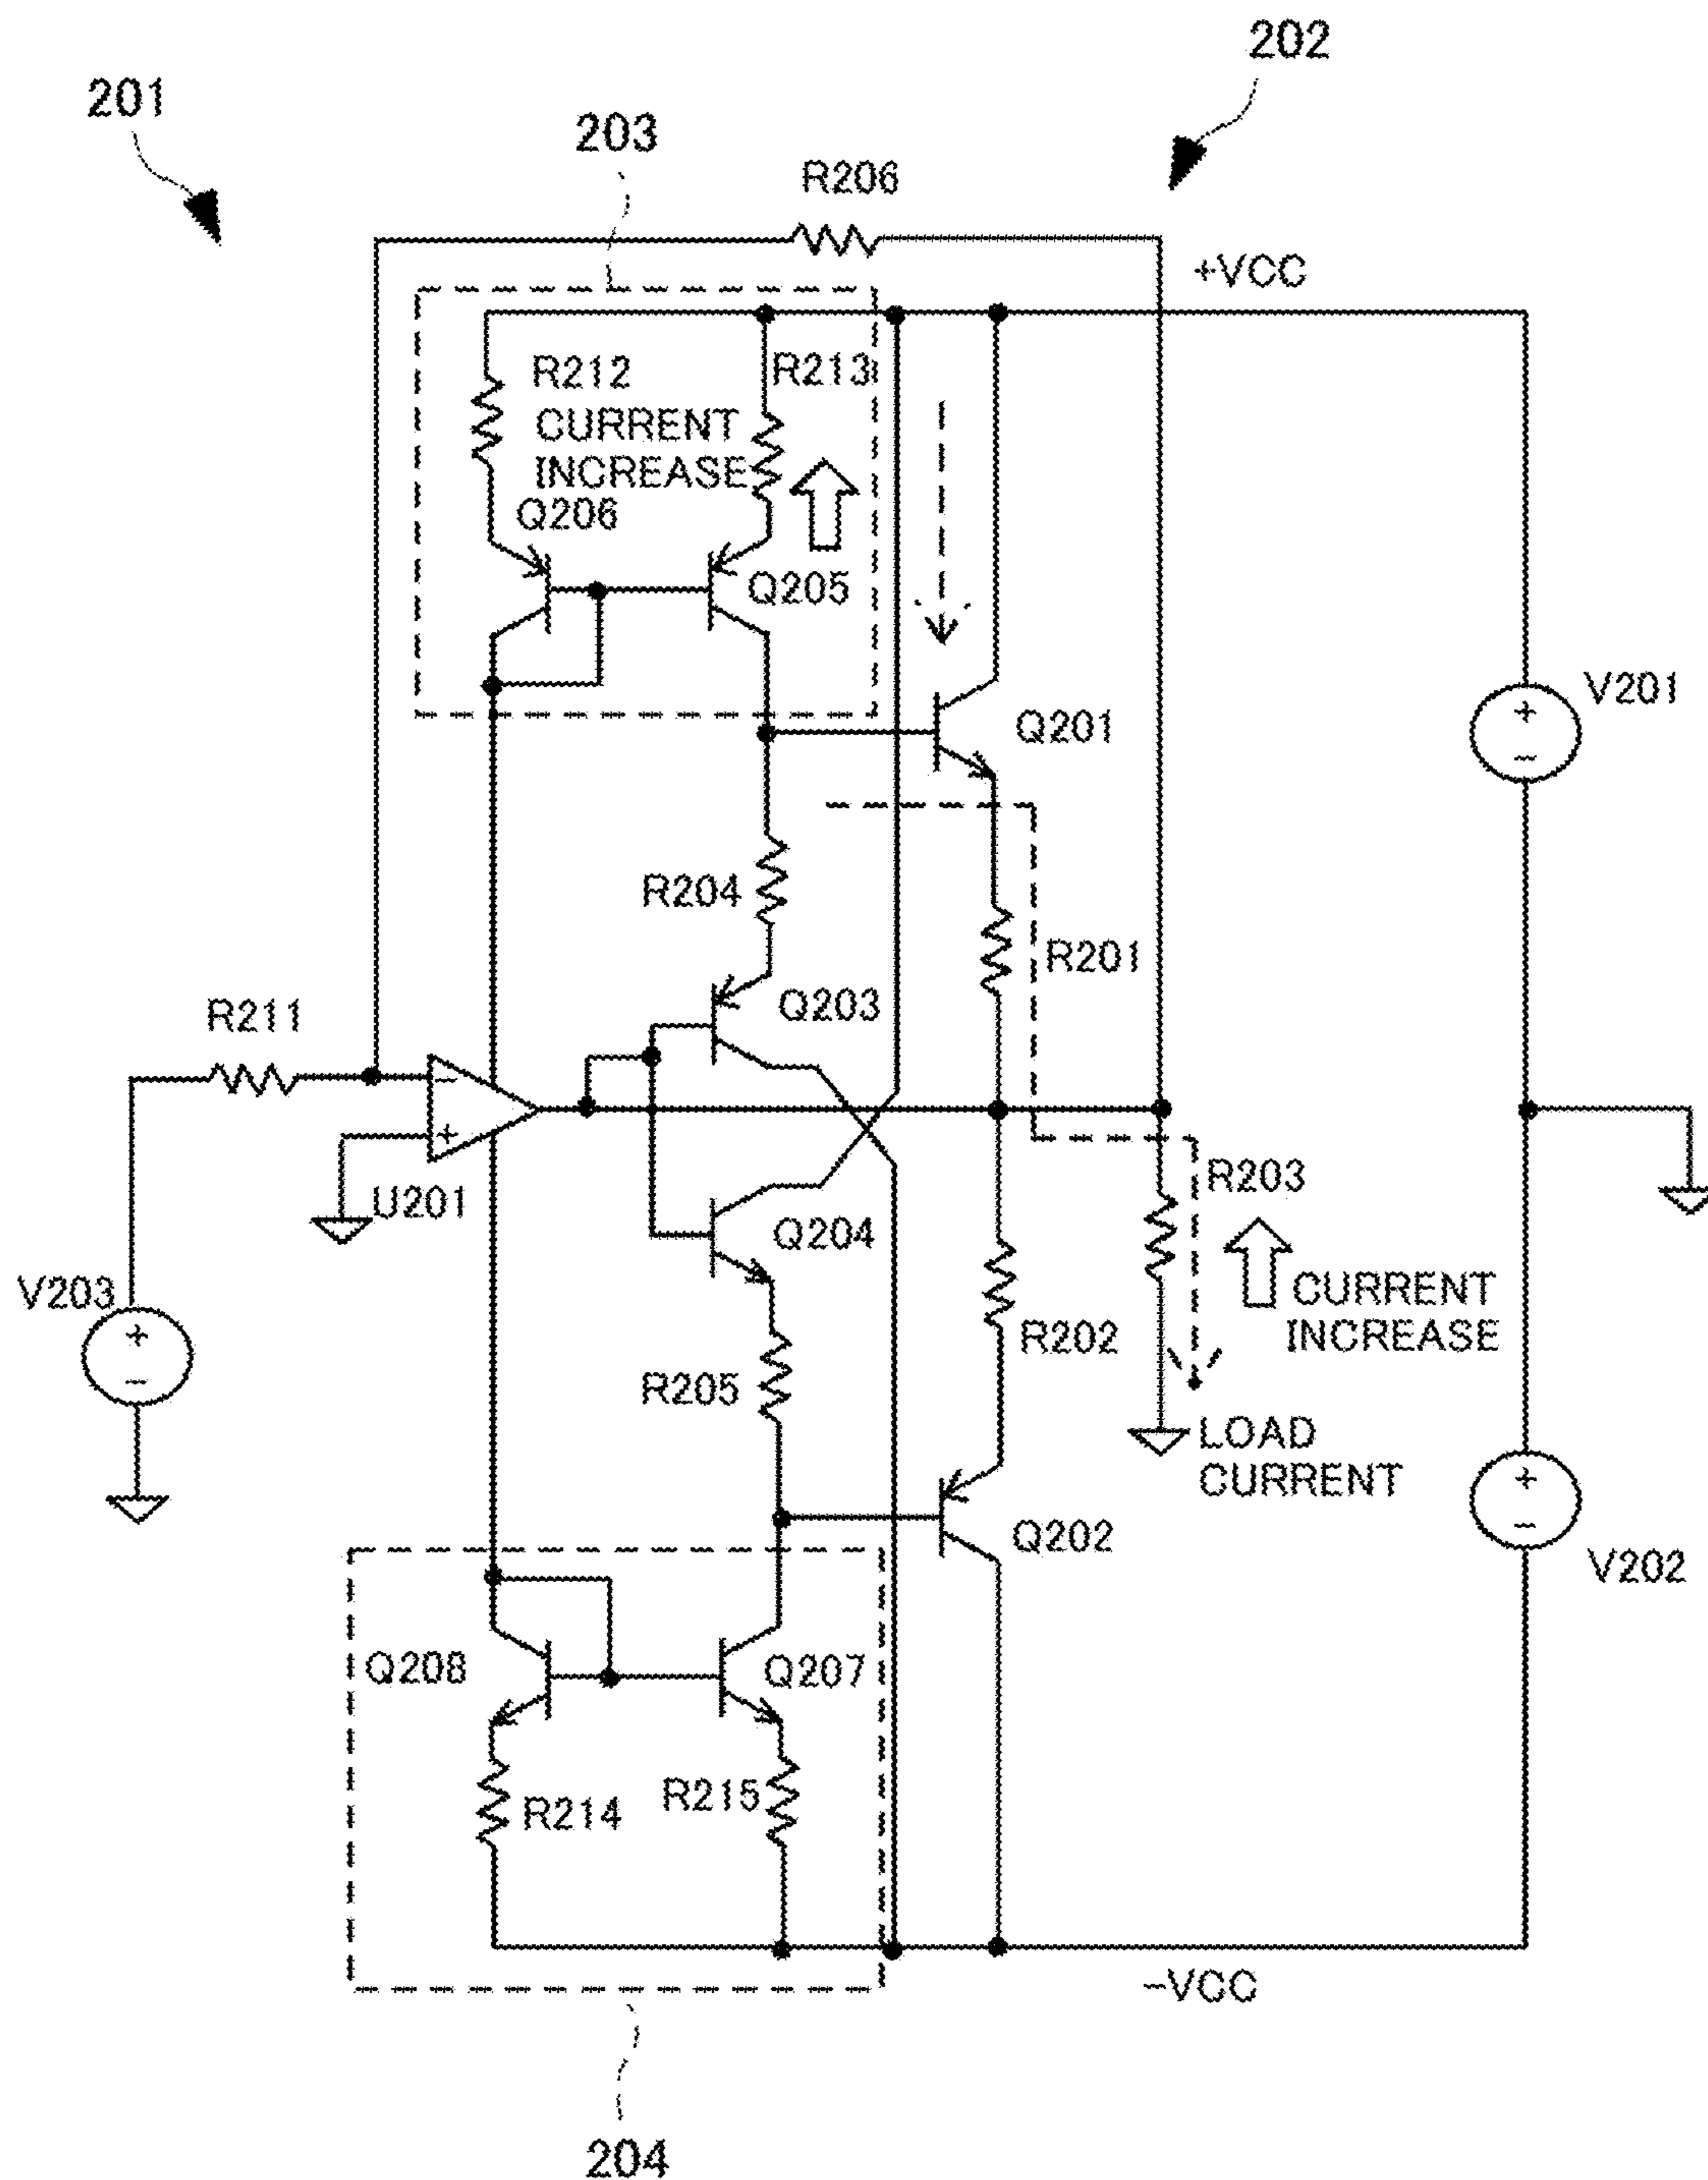 202
201
203
R206
+VCC
R212
R213
CURRENT
INCREASE
Q206
Q205
V201
+
−
Q201
R204
R201
R211
Q203
−
+
U201
R203
Q204
V203
+
−
CURRENT
INCREASE
R202
R205
LOAD
CURRENT
+
−
Q202
V202
Q208
Q207
R214
R215
−VCC
204